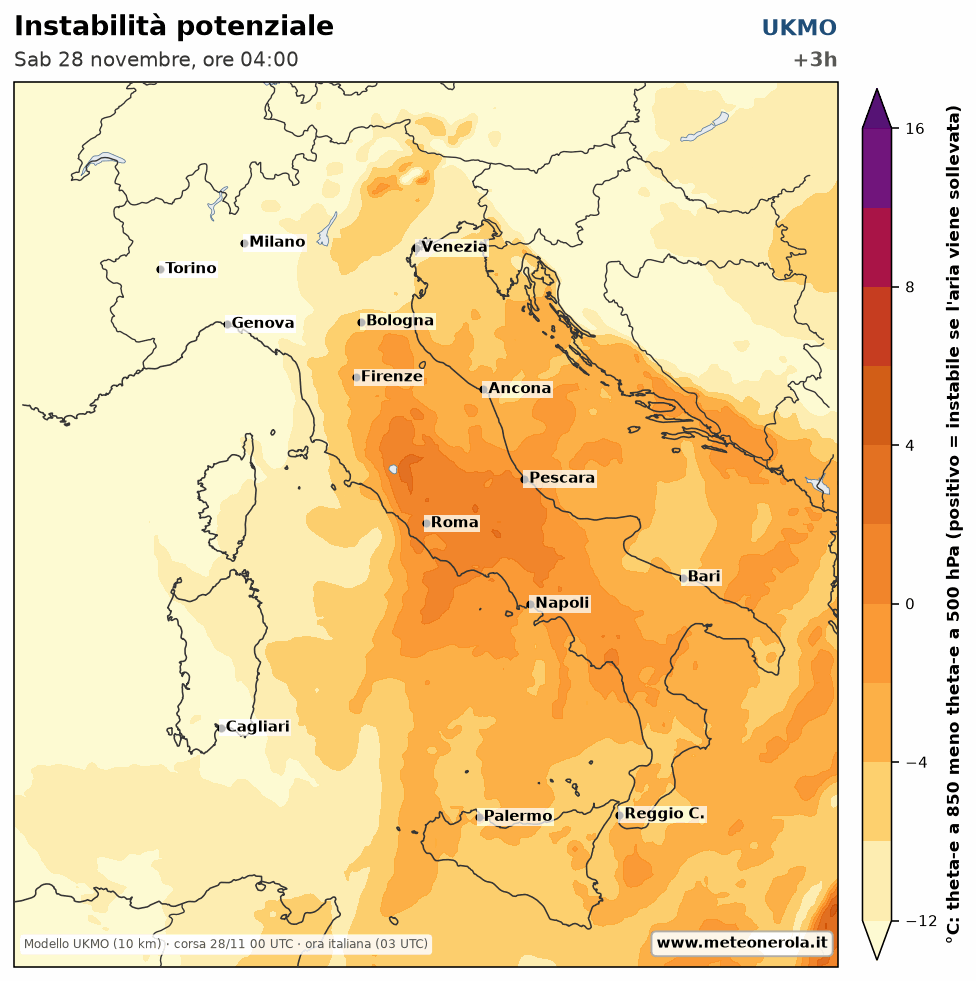 Instabilità potenziale
UKMO
Sab 28 novembre, ore 04:00
+3h
Milano
Torino
Venezia
Genova
Bologna
Firenze
Ancona
Pescara
Roma
Bari
Napoli
Cagliari
Palermo
Reggio C.
Modello UKMO (10 km) · corsa 28/11 00 UTC · ora italiana (03 UTC)
www.meteonerola.it
16
8
4
0
−4
−12
°C: theta-e a 850 meno theta-e a 500 hPa (positivo = instabile se l'aria viene sollevata)